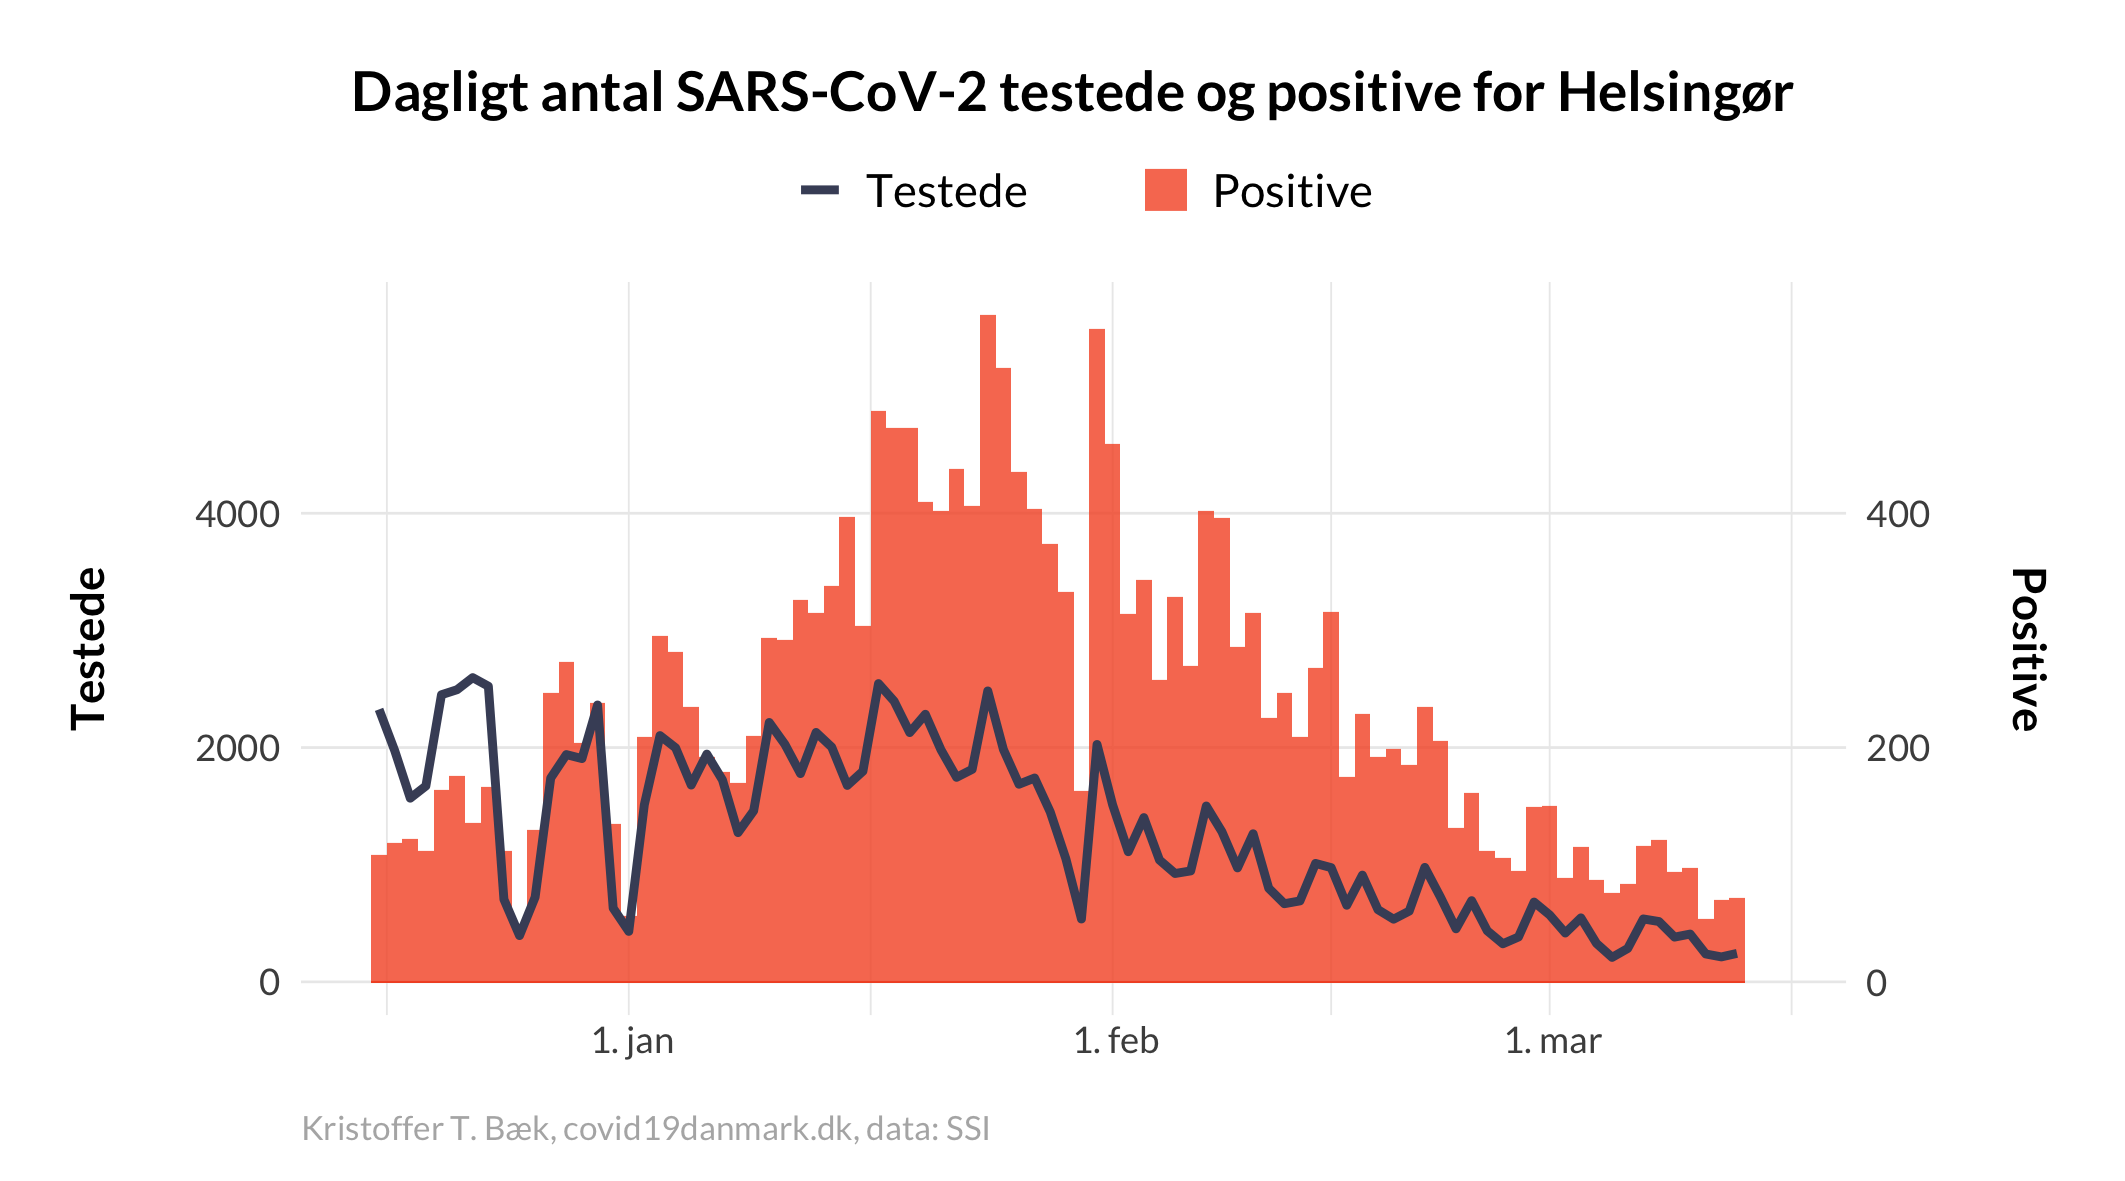 Dagligt antal SARS-CoV-2 testede og positive for Helsingør
Testede
Positive
4000
2000
0
Testede
400
200
0
Positive
1. jan
1. feb
1. mar
Kristoffer T. Bæk, covid19danmark.dk, data: SSI